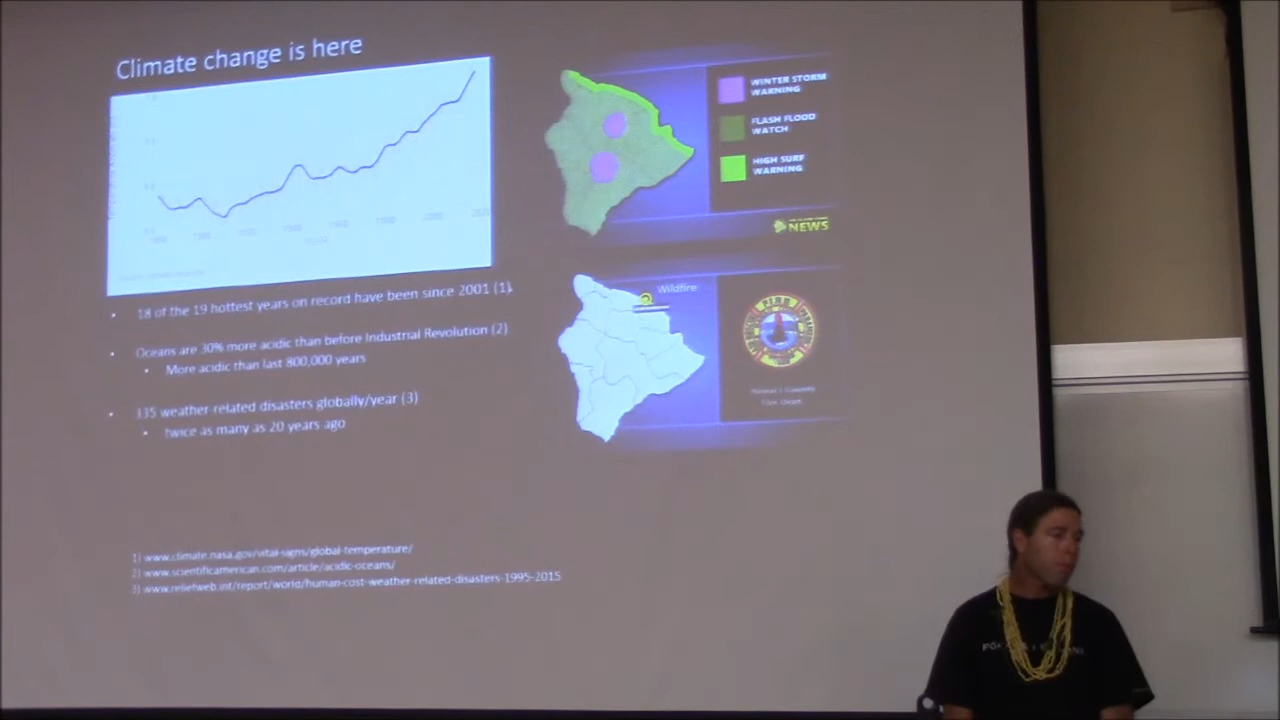 Climate change is here
18 of the 19 hottest years on record have been since 2001 (1).
Oceans are 30% more acidic than before Industrial Revolution (2)
More acidic than last 800,000 years
335 weather-related disasters globally/year (3)
twice as many as 20 years ago
1) www.climate.nasa.gov/vital-signs/global-temperature/
2) www.scientificamerican.com/article/acidic-oceans/
3) www.reliefweb.int/report/world/human-cost-weather-related-disasters-1995-2015
WINTER STORM
WARNING
FLASH FLOOD
WATCH
HIGH SURF
WARNING
NEWS
Wildfire
FIRE
Fire Dept.